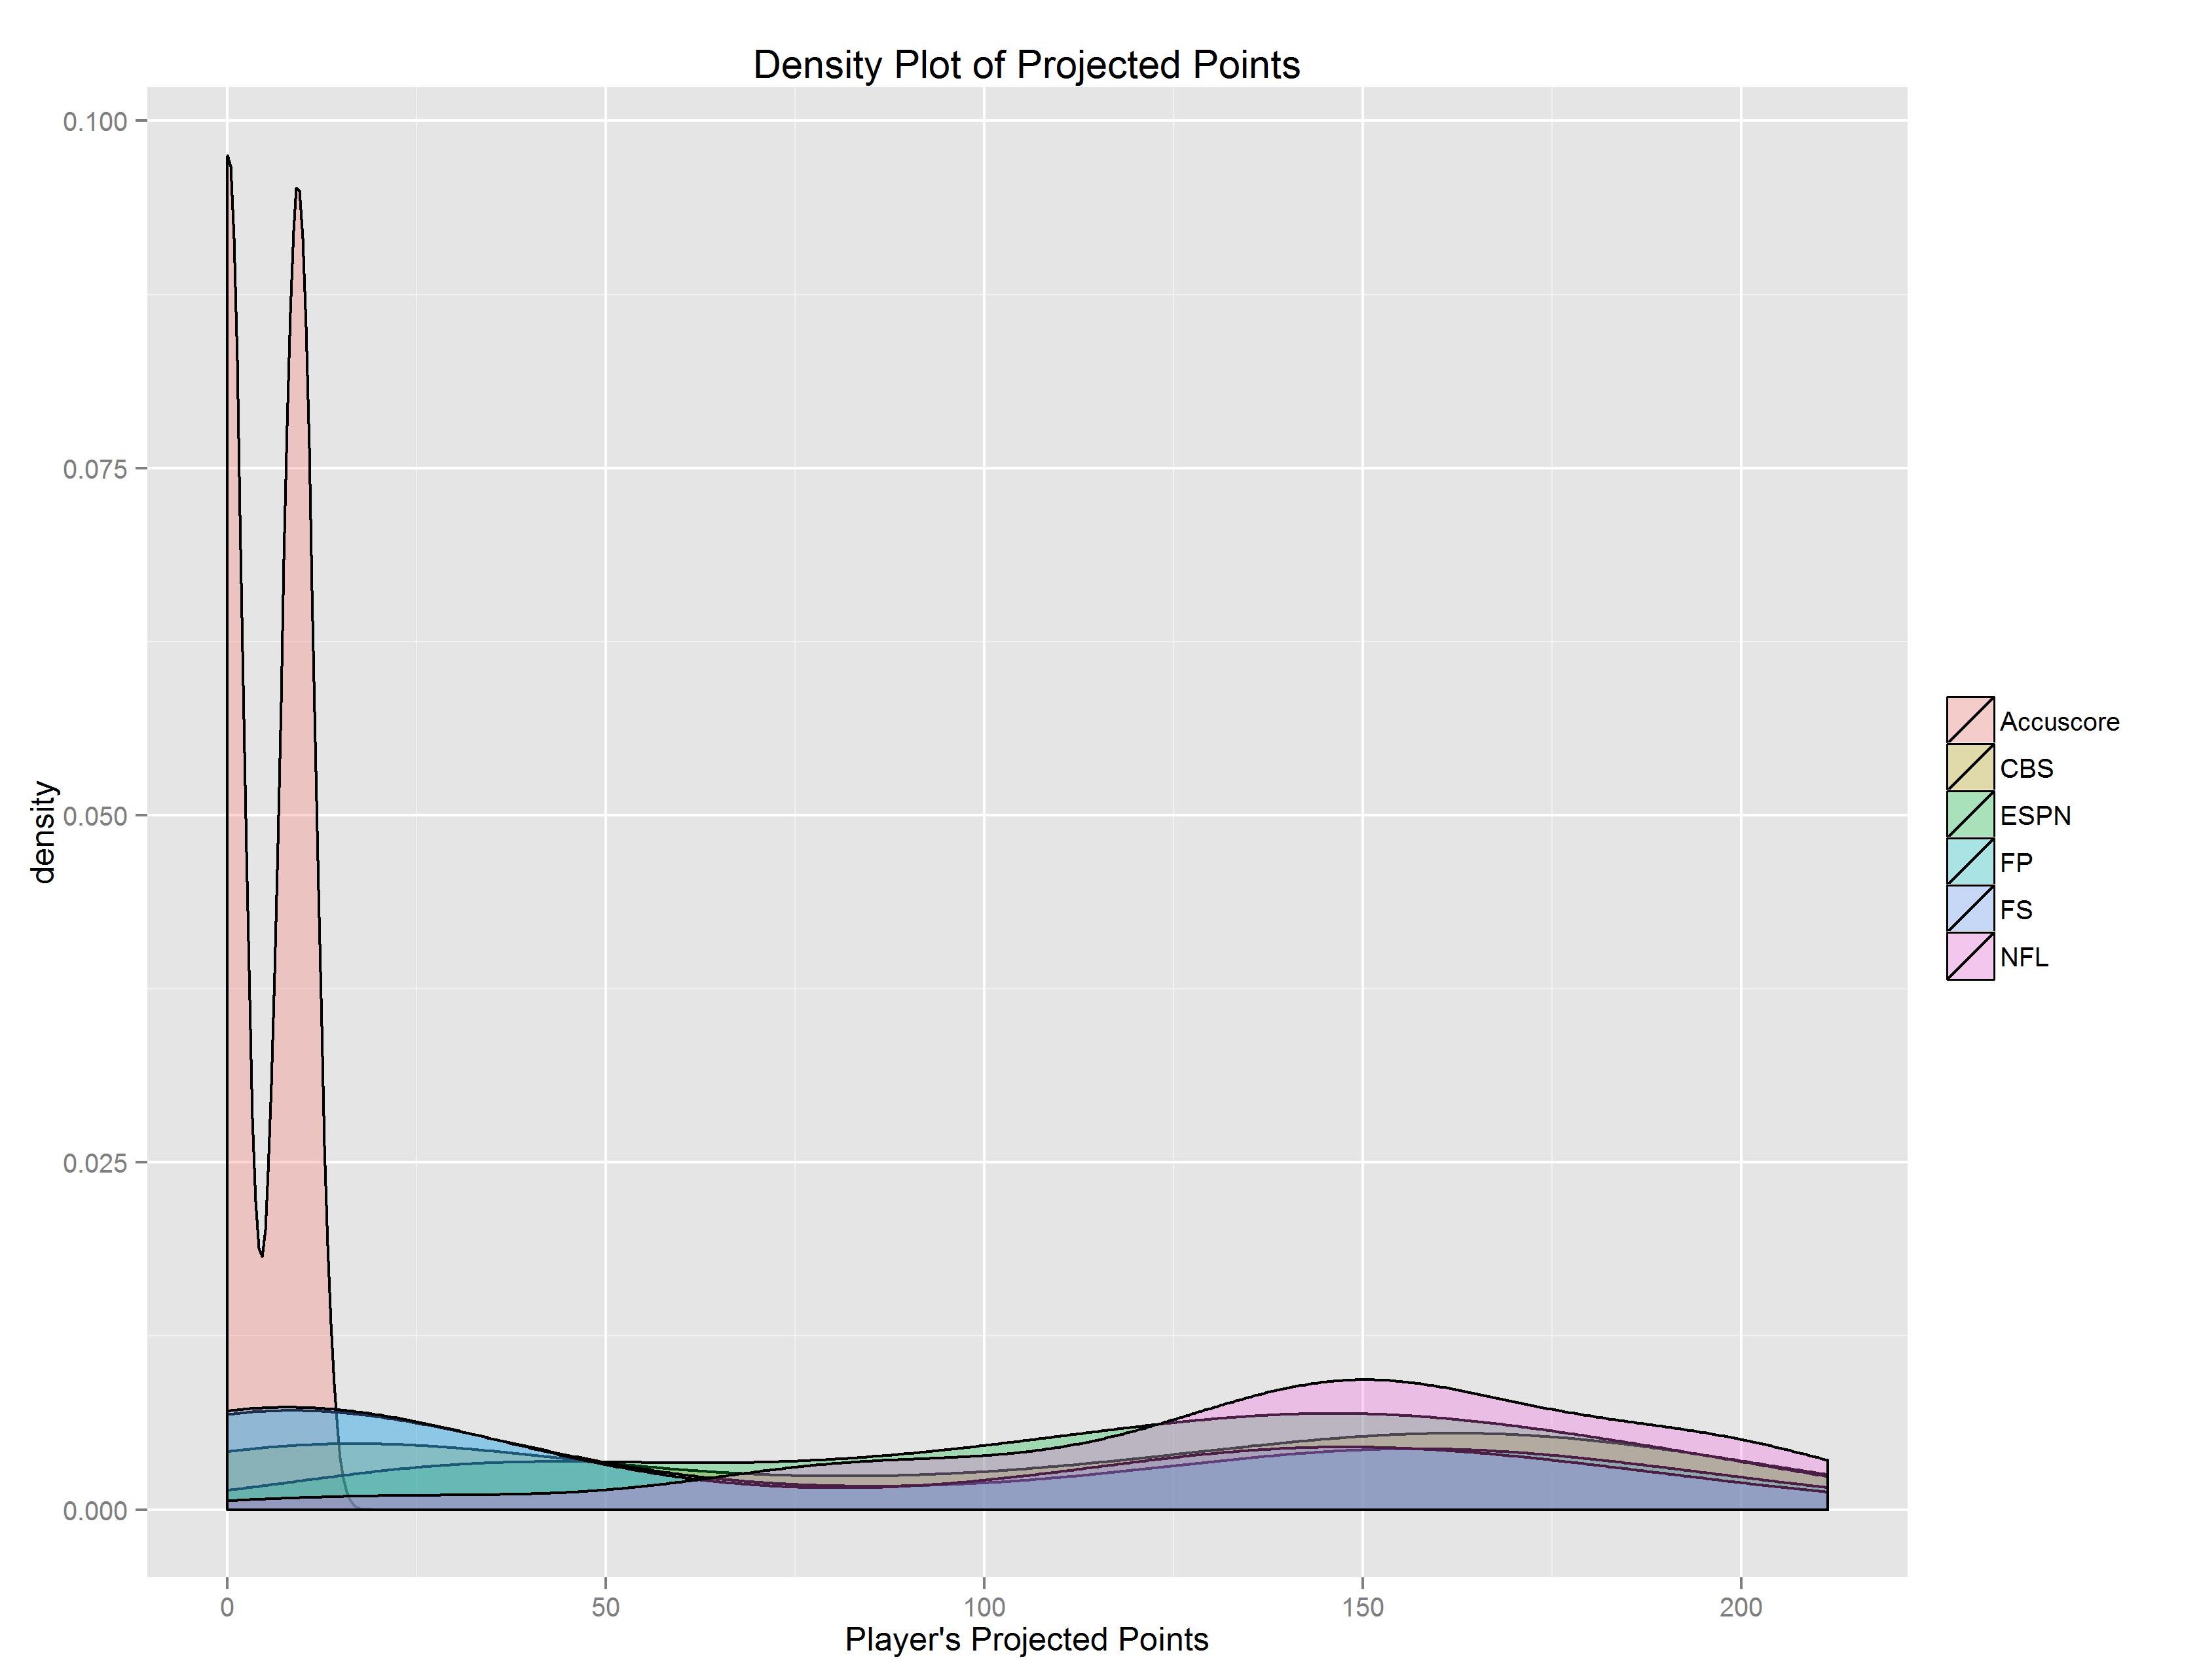 Density Plot of Projected Points
density
0.100
0.075
0.050
0.025
0.000
0
50
100
150
200
Player's Projected Points
Accuscore
CBS
ESPN
FP
FS
NFL